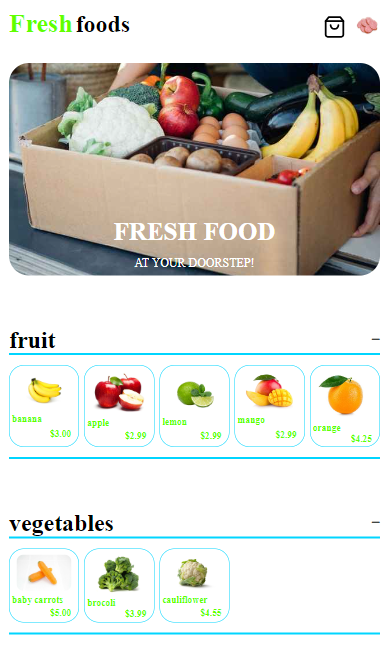 Fresh foods
FRESH FOOD
AT YOUR DOORSTEP!
fruit
banana
$3.00
apple
$2.99
lemon
$2.99
mango
$2.99
orange
$4.25
vegetables
baby carrots
$5.00
brocoli
$3.99
cauliflower
$4.55